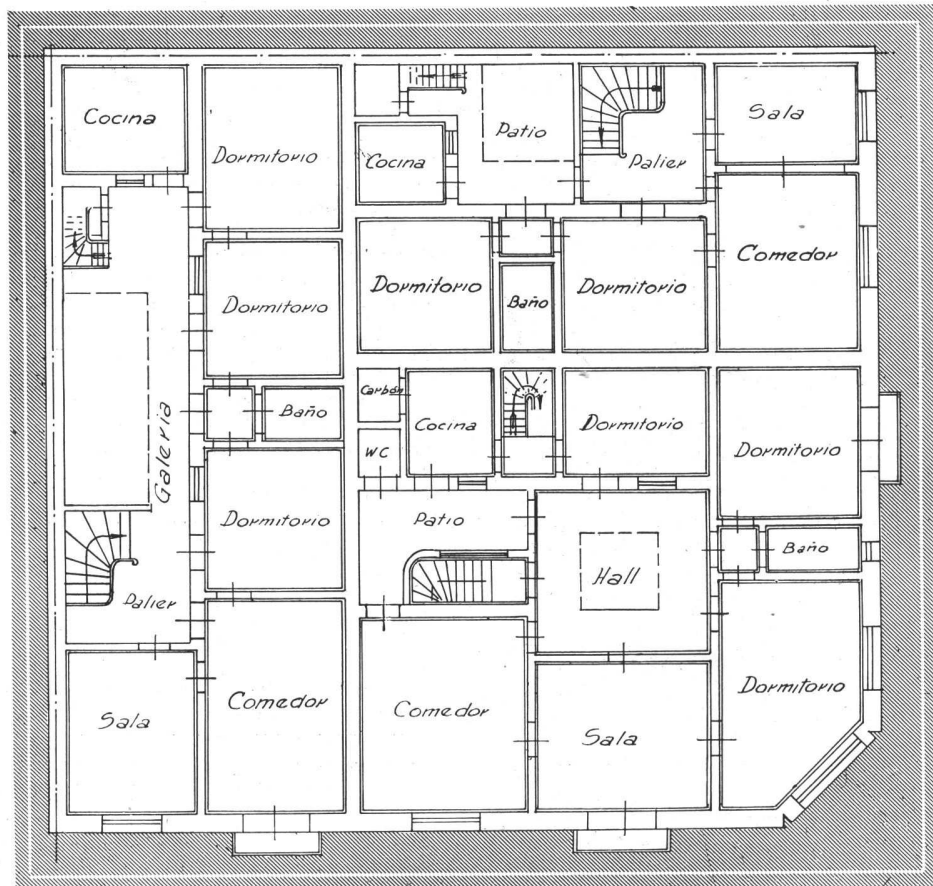 Cocina
Dormitorio
Cocina
Patio
Palier
Sala
Dormitorio
Dormitorio
Baño
Dormitorio
Comedor
Galeria
Baño
Carbón
WC
Cocina
Dormitorio
Dormitorio
Dormitorio
Patio
Hall
Baño
Palier
Sala
Comedor
Comedor
Sala
Dormitorio